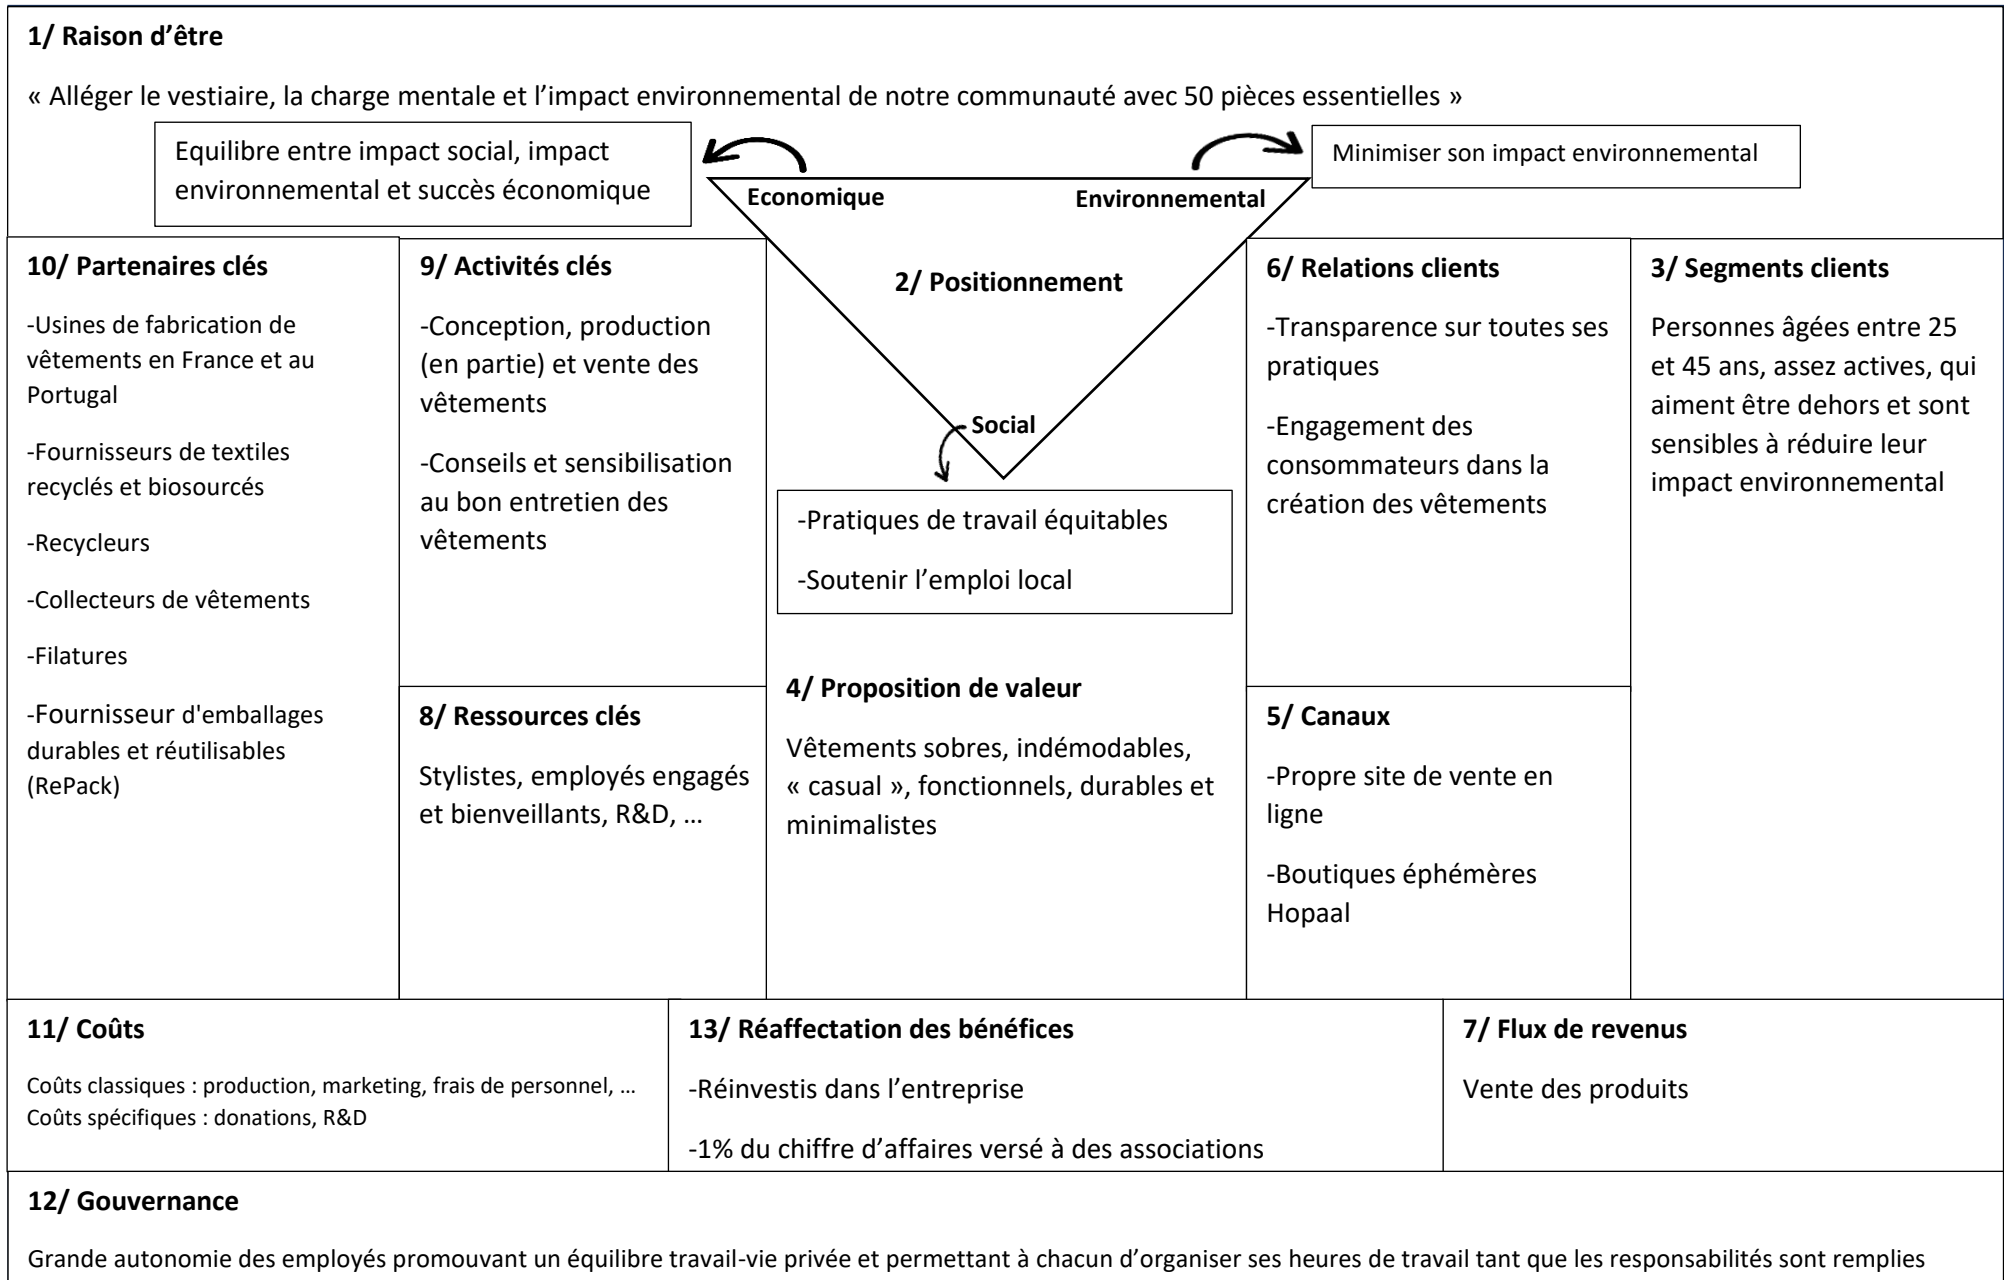 1/ Raison d’être
« Alléger le vestiaire, la charge mentale et l’impact environnemental de notre communauté avec 50 pièces essentielles »
Equilibre entre impact social, impact
environnemental et succès économique
Minimiser son impact environnemental
Economique
Environnemental
2/ Positionnement
Social
-Pratiques de travail équitables
-Soutenir l’emploi local
10/ Partenaires clés
-Usines de fabrication de
vêtements en France et au
Portugal
-Fournisseurs de textiles
recyclés et biosourcés
-Recycleurs
-Collecteurs de vêtements
-Filatures
-Fournisseur d'emballages
durables et réutilisables
(RePack)
9/ Activités clés
-Conception, production
(en partie) et vente des
vêtements
-Conseils et sensibilisation
au bon entretien des
vêtements
8/ Ressources clés
Stylistes, employés engagés
et bienveillants, R&D, …
4/ Proposition de valeur
Vêtements sobres, indémodables,
« casual », fonctionnels, durables et
minimalistes
6/ Relations clients
-Transparence sur toutes ses
pratiques
-Engagement des
consommateurs dans la
création des vêtements
5/ Canaux
-Propre site de vente en
ligne
-Boutiques éphémères
Hopaal
3/ Segments clients
Personnes âgées entre 25
et 45 ans, assez actives, qui
aiment être dehors et sont
sensibles à réduire leur
impact environnemental
11/ Coûts
Coûts classiques : production, marketing, frais de personnel, …
Coûts spécifiques : donations, R&D
13/ Réaffectation des bénéfices
-Réinvestis dans l’entreprise
-1% du chiffre d’affaires versé à des associations
7/ Flux de revenus
Vente des produits
12/ Gouvernance
Grande autonomie des employés promouvant un équilibre travail-vie privée et permettant à chacun d’organiser ses heures de travail tant que les responsabilités sont remplies